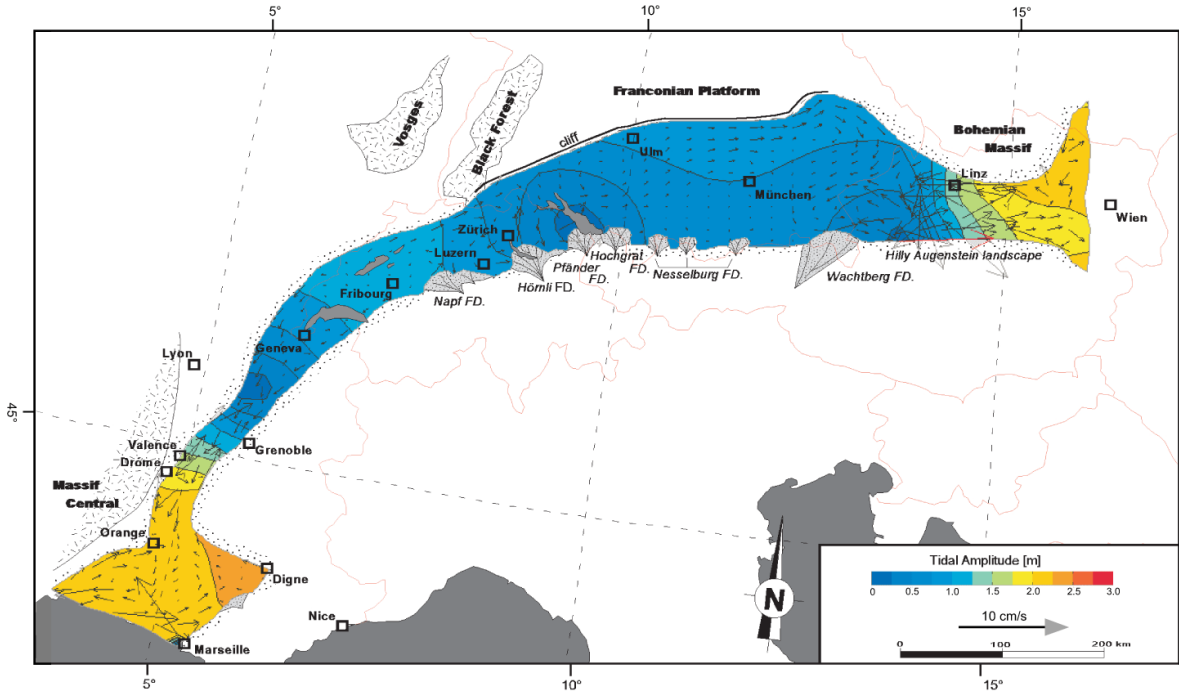 5°
10°
15°
Vosges
Black Forest
Franconian Platform
cliff
Ulm
Bohemian
Massif
Linz
München
Wien
Zürich
Luzern
Fribourg
Napf FD.
Hörnli FD.
Pfänder
FD.
Hochgrat
FD.
Nesselburg FD.
Wachtberg FD.
Hilly Augenstein landscape
Geneva
Lyon
45°
Grenoble
Valence
Drôme
Massif
Central
Orange
Digne
Nice
Marseille
N
Tidal Amplitude [m]
0 0.5 1.0 1.5 2.0 2.5 3.0
10 cm/s
0 100 200 km
5°
10°
15°